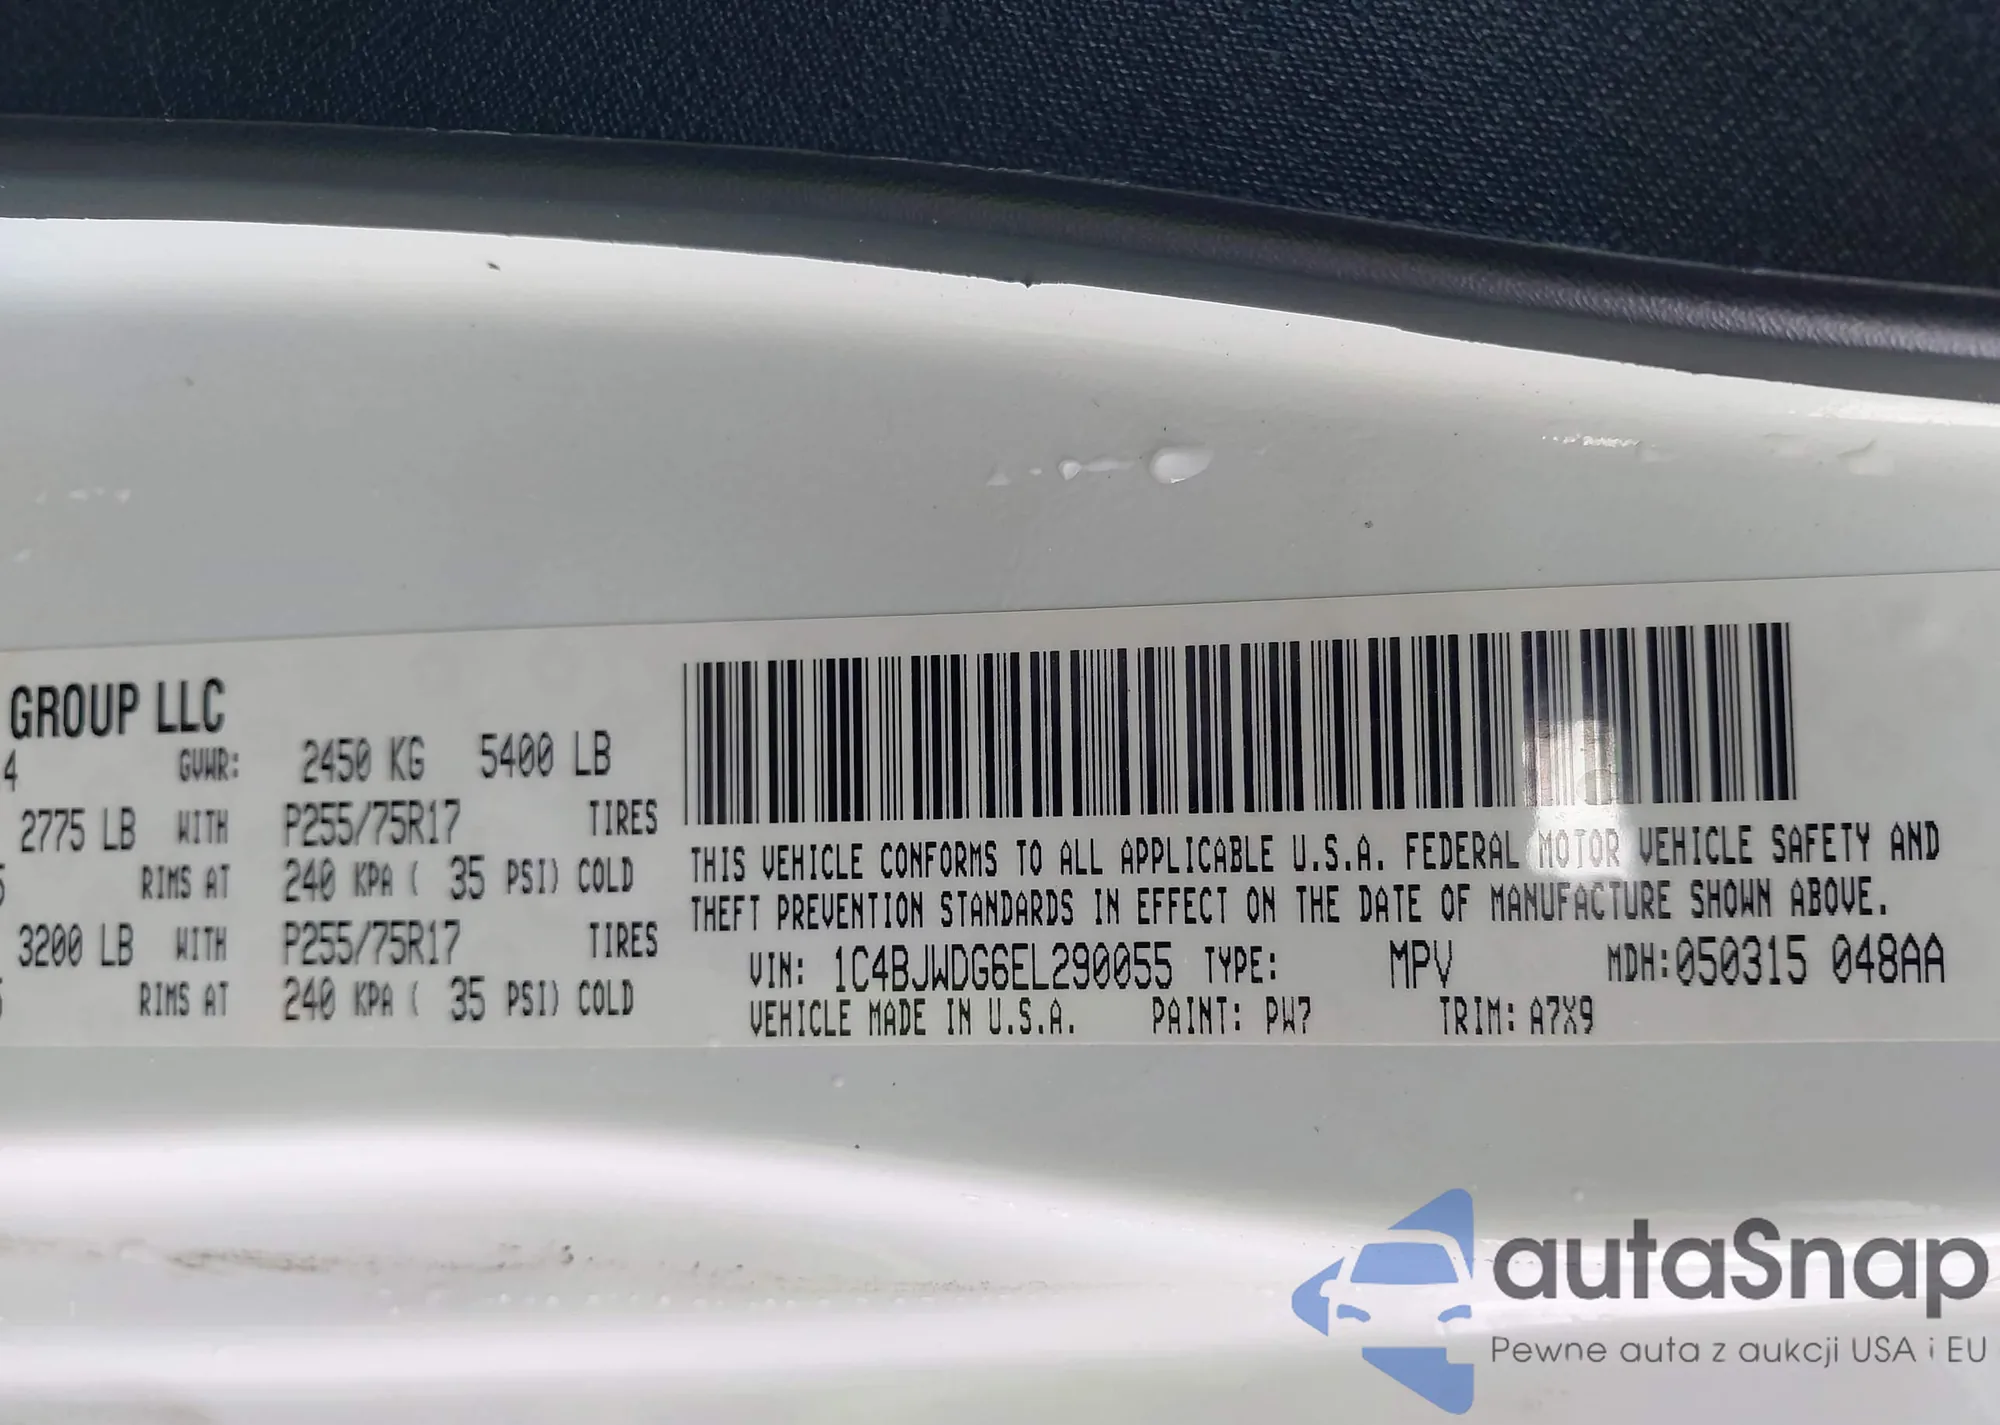 GROUP LLC
4 GVWR: 2450 KG 5400 LB
2775 LB WITH P255/75R17 TIRES
RIMS AT 240 KPA ( 35 PSI) COLD
3200 LB WITH P255/75R17 TIRES
RIMS AT 240 KPA ( 35 PSI) COLD
THIS VEHICLE CONFORMS TO ALL APPLICABLE U.S.A. FEDERAL MOTOR VEHICLE SAFETY AND
THEFT PREVENTION STANDARDS IN EFFECT ON THE DATE OF MANUFACTURE SHOWN ABOVE.
VIN: 1C4BJWDG6EL290055 TYPE: MPV MDH:050315 048AA
VEHICLE MADE IN U.S.A. PAINT: PW7 TRIM: A7X9
autaSnap
Pewne auta z aukcji USA i EU